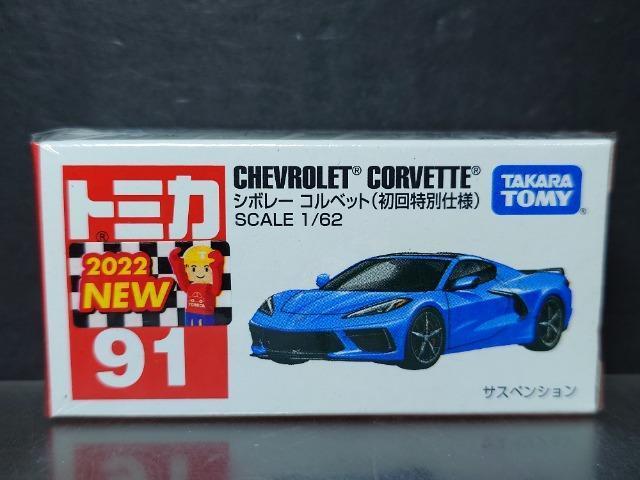 トミカ®
2022
NEW
91
CHEVROLET® CORVETTE®
シボレー コルベット(初回特別仕様)
SCALE 1/62
TAKARA
TOMY®
サスペンション